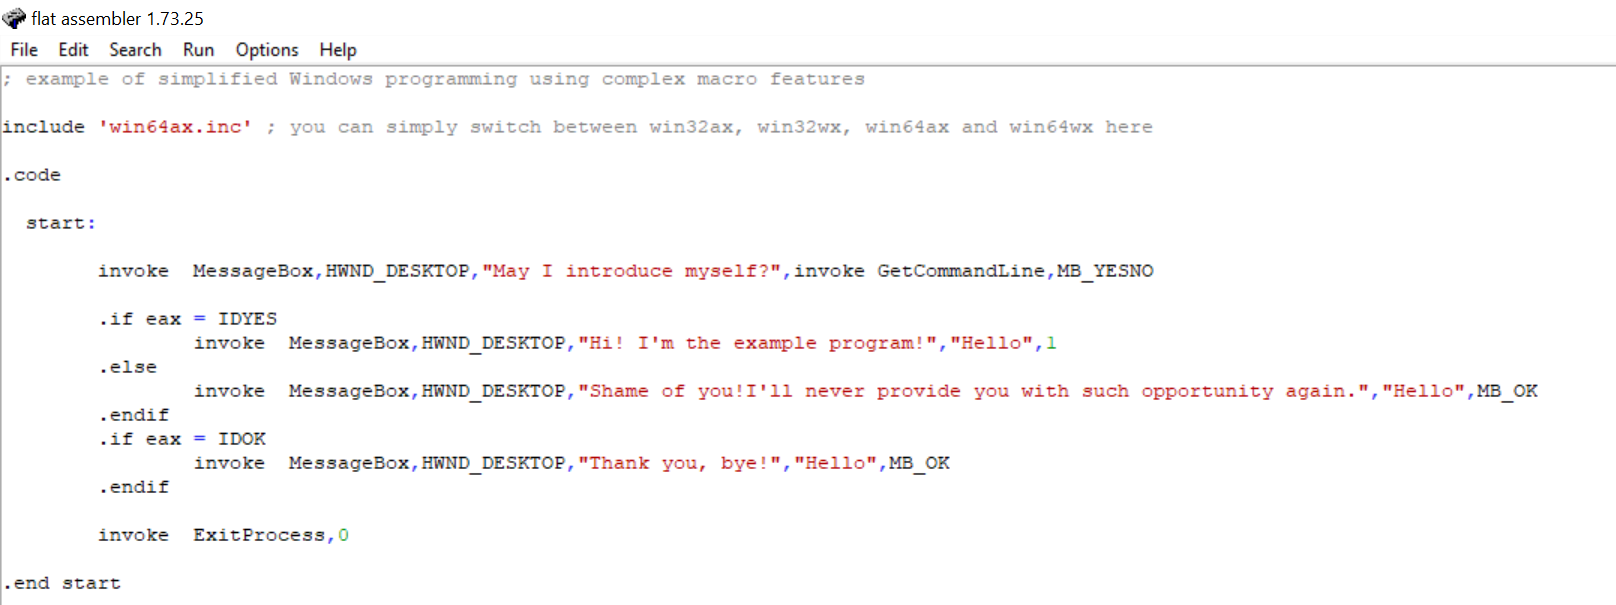 flat assembler 1.73.25
File Edit Search Run Options Help
; example of simplified Windows programming using complex macro features
include 'win64ax.inc' ; you can simply switch between win32ax, win32wx, win64ax and win64wx here
.code
start:
invoke MessageBox,HWND_DESKTOP,"May I introduce myself?",invoke GetCommandLine,MB_YESNO
.if eax = IDYES
invoke MessageBox,HWND_DESKTOP,"Hi! I'm the example program!","Hello",1
.else
invoke MessageBox,HWND_DESKTOP,"Shame of you!I'll never provide you with such opportunity again.","Hello",MB_OK
.endif
.if eax = IDOK
invoke MessageBox,HWND_DESKTOP,"Thank you, bye!","Hello",MB_OK
.endif
invoke ExitProcess,0
.end start